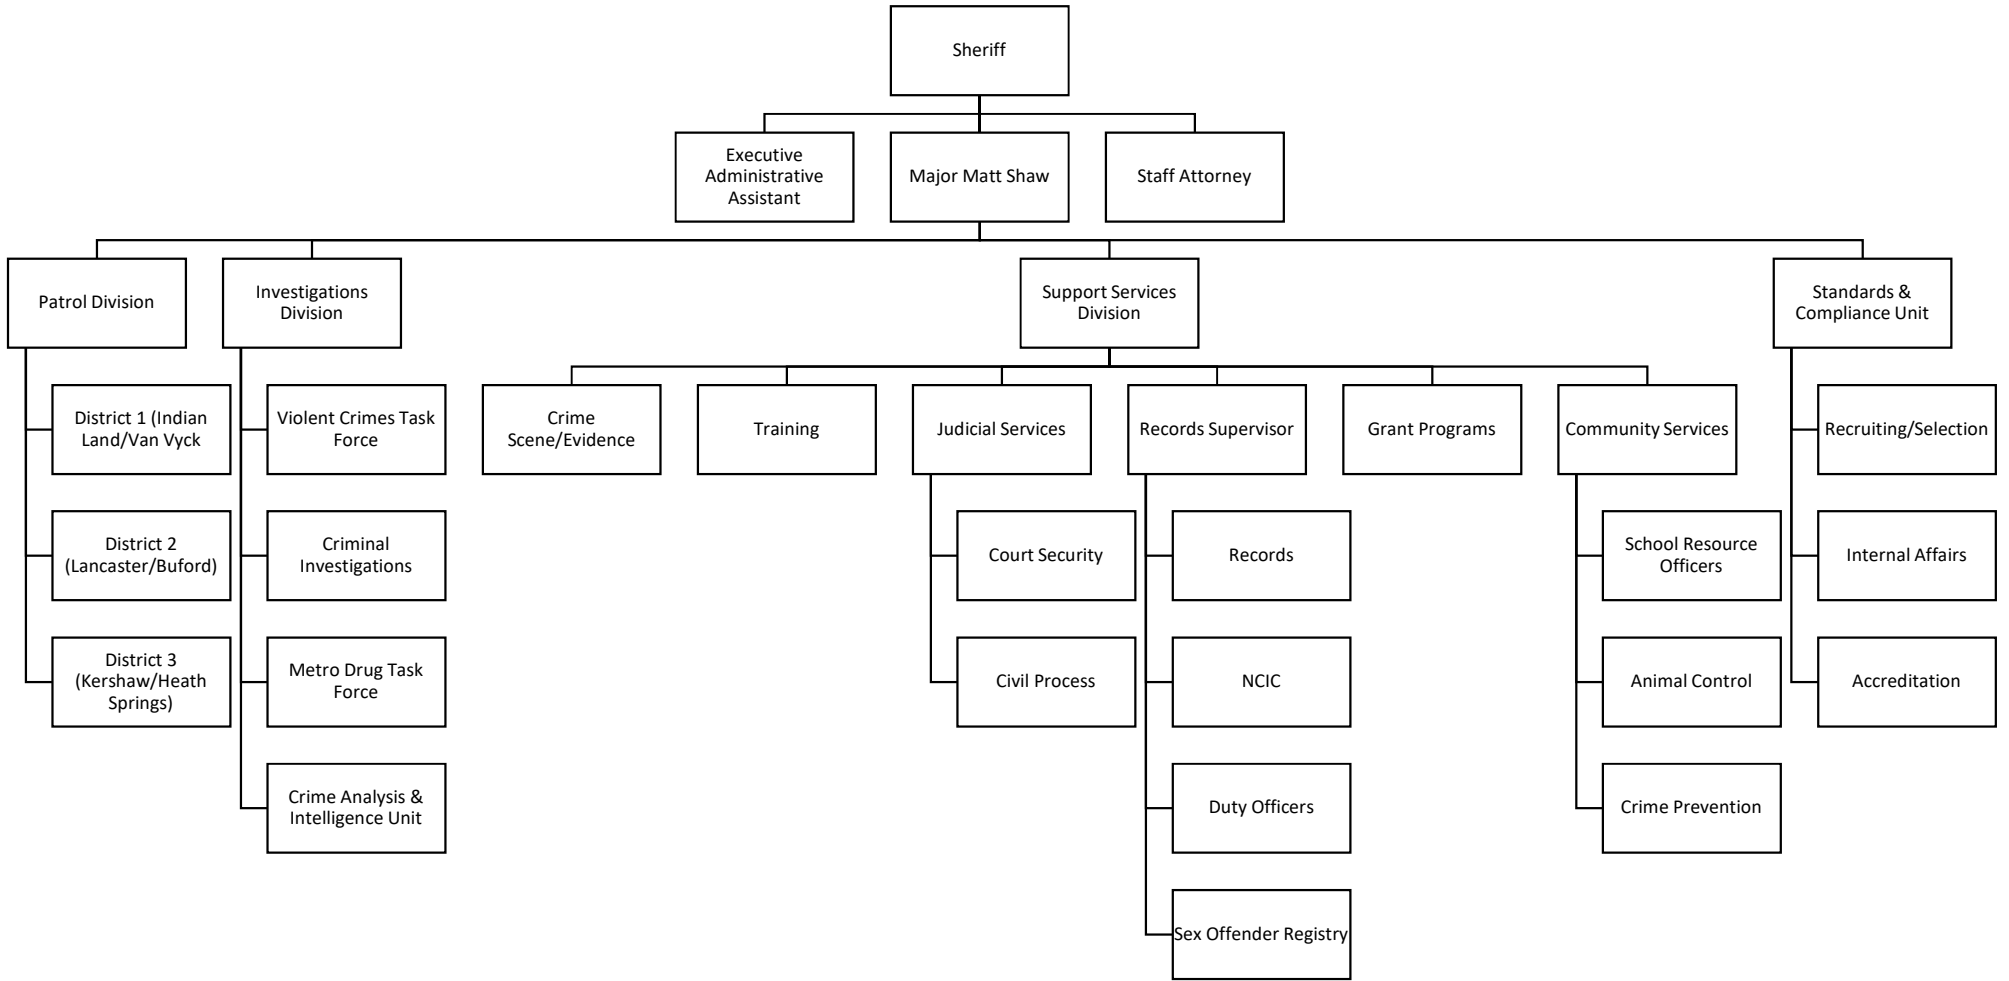 Sheriff
Executive
Administrative
Assistant
Major Matt Shaw
Staff Attorney
Patrol Division
Investigations
Division
Support Services
Division
Standards &
Compliance Unit
District 1 (Indian
Land/Van Vyck
Violent Crimes Task
Force
Crime
Scene/Evidence
Training
Judicial Services
Records Supervisor
Grant Programs
Community Services
Recruiting/Selection
District 2
(Lancaster/Buford)
Criminal
Investigations
Court Security
Records
School Resource
Officers
Internal Affairs
District 3
(Kershaw/Heath
Springs)
Metro Drug Task
Force
Civil Process
NCIC
Animal Control
Accreditation
Crime Analysis &
Intelligence Unit
Duty Officers
Crime Prevention
Sex Offender Registry